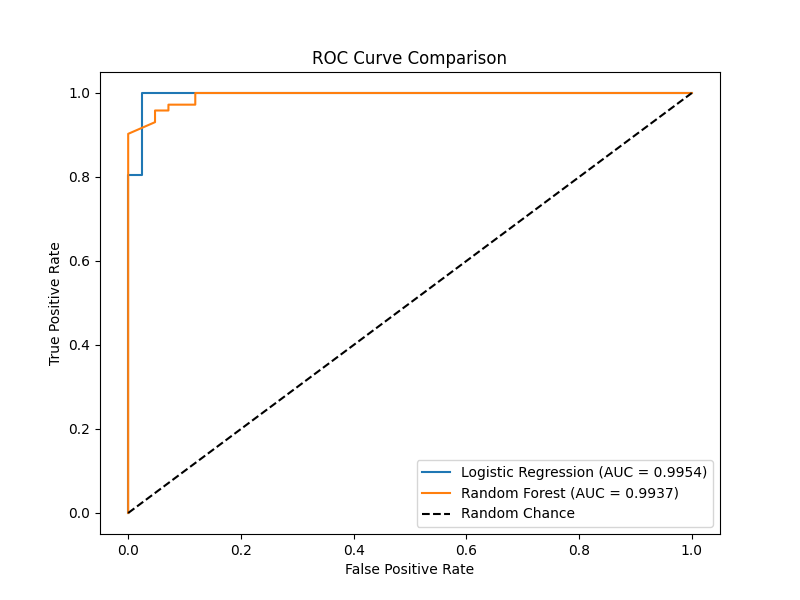 ROC Curve Comparison
1.0
0.8
0.6
0.4
0.2
0.0
True Positive Rate
Logistic Regression (AUC = 0.9954)
Random Forest (AUC = 0.9937)
Random Chance
0.0 0.2 0.4 0.6 0.8 1.0
False Positive Rate